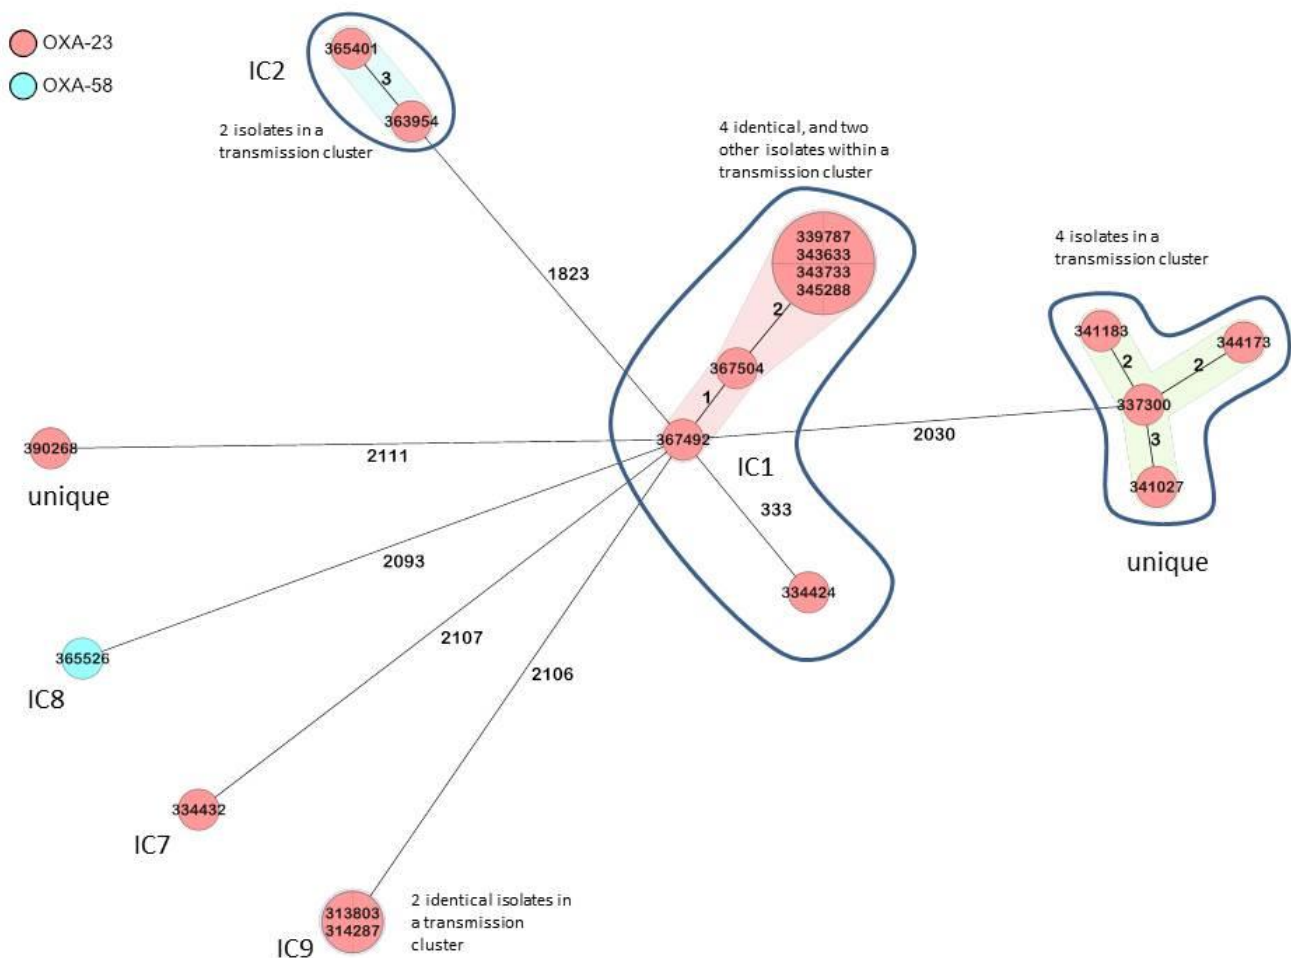 OXA-23
OXA-58
IC2
365401
3
363954
2 isolates in a
transmission cluster
4 identical, and two
other isolates within a
transmission cluster
339787
343633
343733
345288
2
367504
1
367492
IC1
4 isolates in a
transmission cluster
341183
344173
2
2
337300
3
341027
unique
1823
2030
333
334424
390268
unique
2111
2093
365526
IC8
2107
334432
IC7
2106
313803
314287
IC9
2 identical isolates in
a transmission
cluster